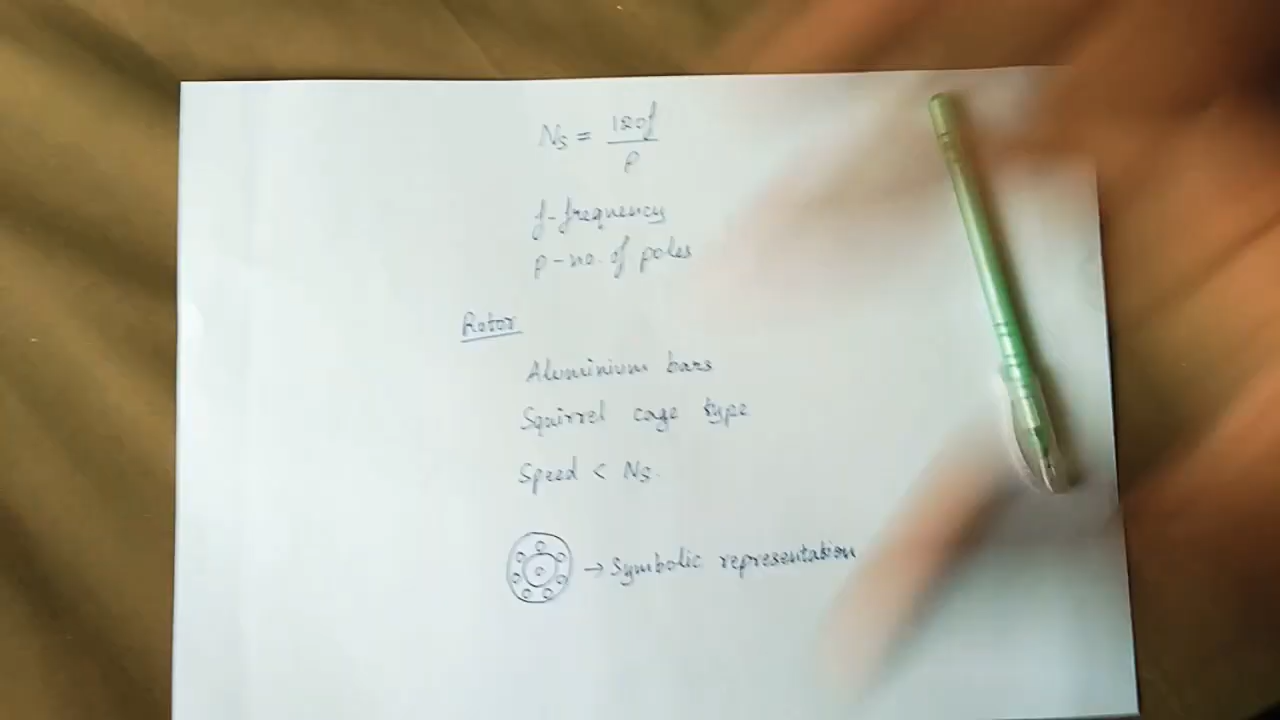 Ns = 120f
P
f-frequency
p-no. of poles
Rotor
Aluminium bars
Squirrel cage type
Speed < Ns.
→ Symbolic representation